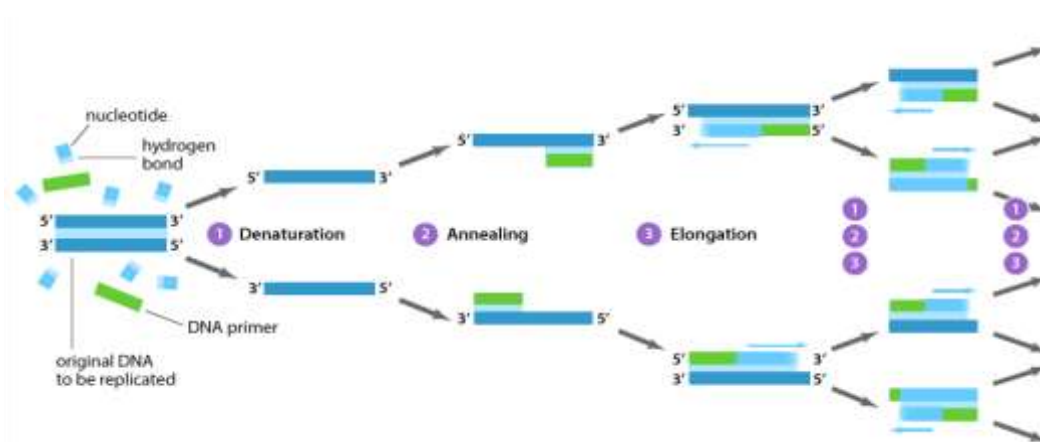 nucleotide
hydrogen
bond
5′ 3′
3′ 5′
DNA primer
original DNA
to be replicated
5′ 3′
1 Denaturation
3′ 5′
5′ 3′
2 Annealing
3′ 5′
5′ 3′
3′ 5′
3 Elongation
5′ 3′
3′ 5′
1
2
3
1
2
3